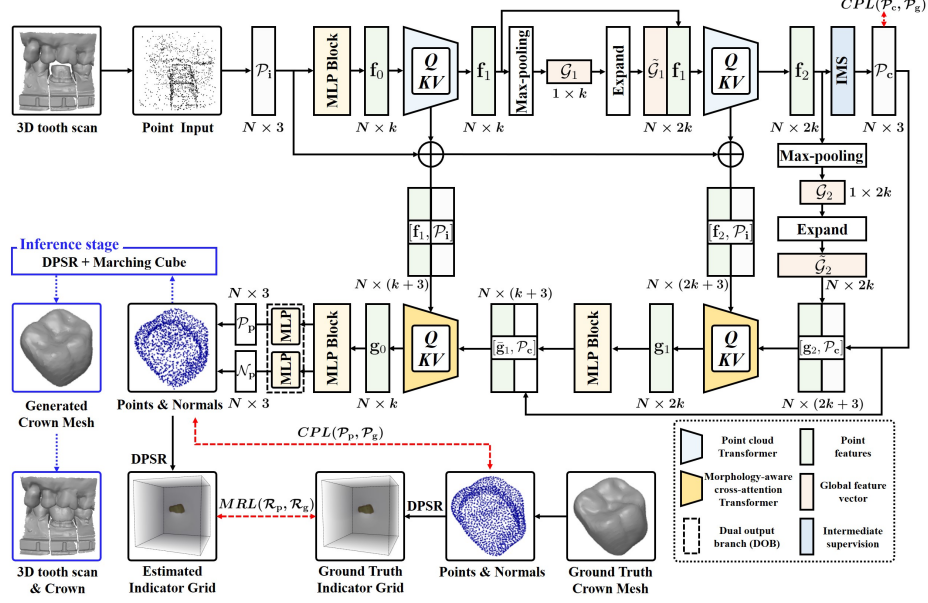 CPL(𝒫c, 𝒫g)
3D tooth scan
Point Input
𝒫i
N × 3
MLP Block
f0
N × k
Q
KV
f1
N × k
Max-pooling
𝒢1
1 × k
Expand
𝒢̃1 f1
N × 2k
Q
KV
f2
N × 2k
IMS
𝒫c
N × 3
Max-pooling
𝒢2
1 × 2k
Expand
𝒢̃2
N × 2k
[f1, 𝒫i]
N × (k+3)
[f2, 𝒫i]
N × (2k+3)
Inference stage
DPSR + Marching Cube
Generated
Crown Mesh
Points & Normals
N × 3
𝒫p
𝒩p
N × 3
MLP
MLP
MLP Block
g0
N × k
Q
KV
N × (k+3)
[g̃1, 𝒫c]
MLP Block
g1
N × 2k
Q
KV
[g2, 𝒫c]
N × (2k+3)
CPL(𝒫p, 𝒫g)
DPSR
MRL(ℛp, ℛg)
DPSR
3D tooth scan
& Crown
Estimated
Indicator Grid
Ground Truth
Indicator Grid
Points & Normals
Ground Truth
Crown Mesh
Point cloud
Transformer
Point
features
Morphology-aware
cross-attention
Transformer
Global feature
vector
Dual output
branch (DOB)
Intermediate
supervision